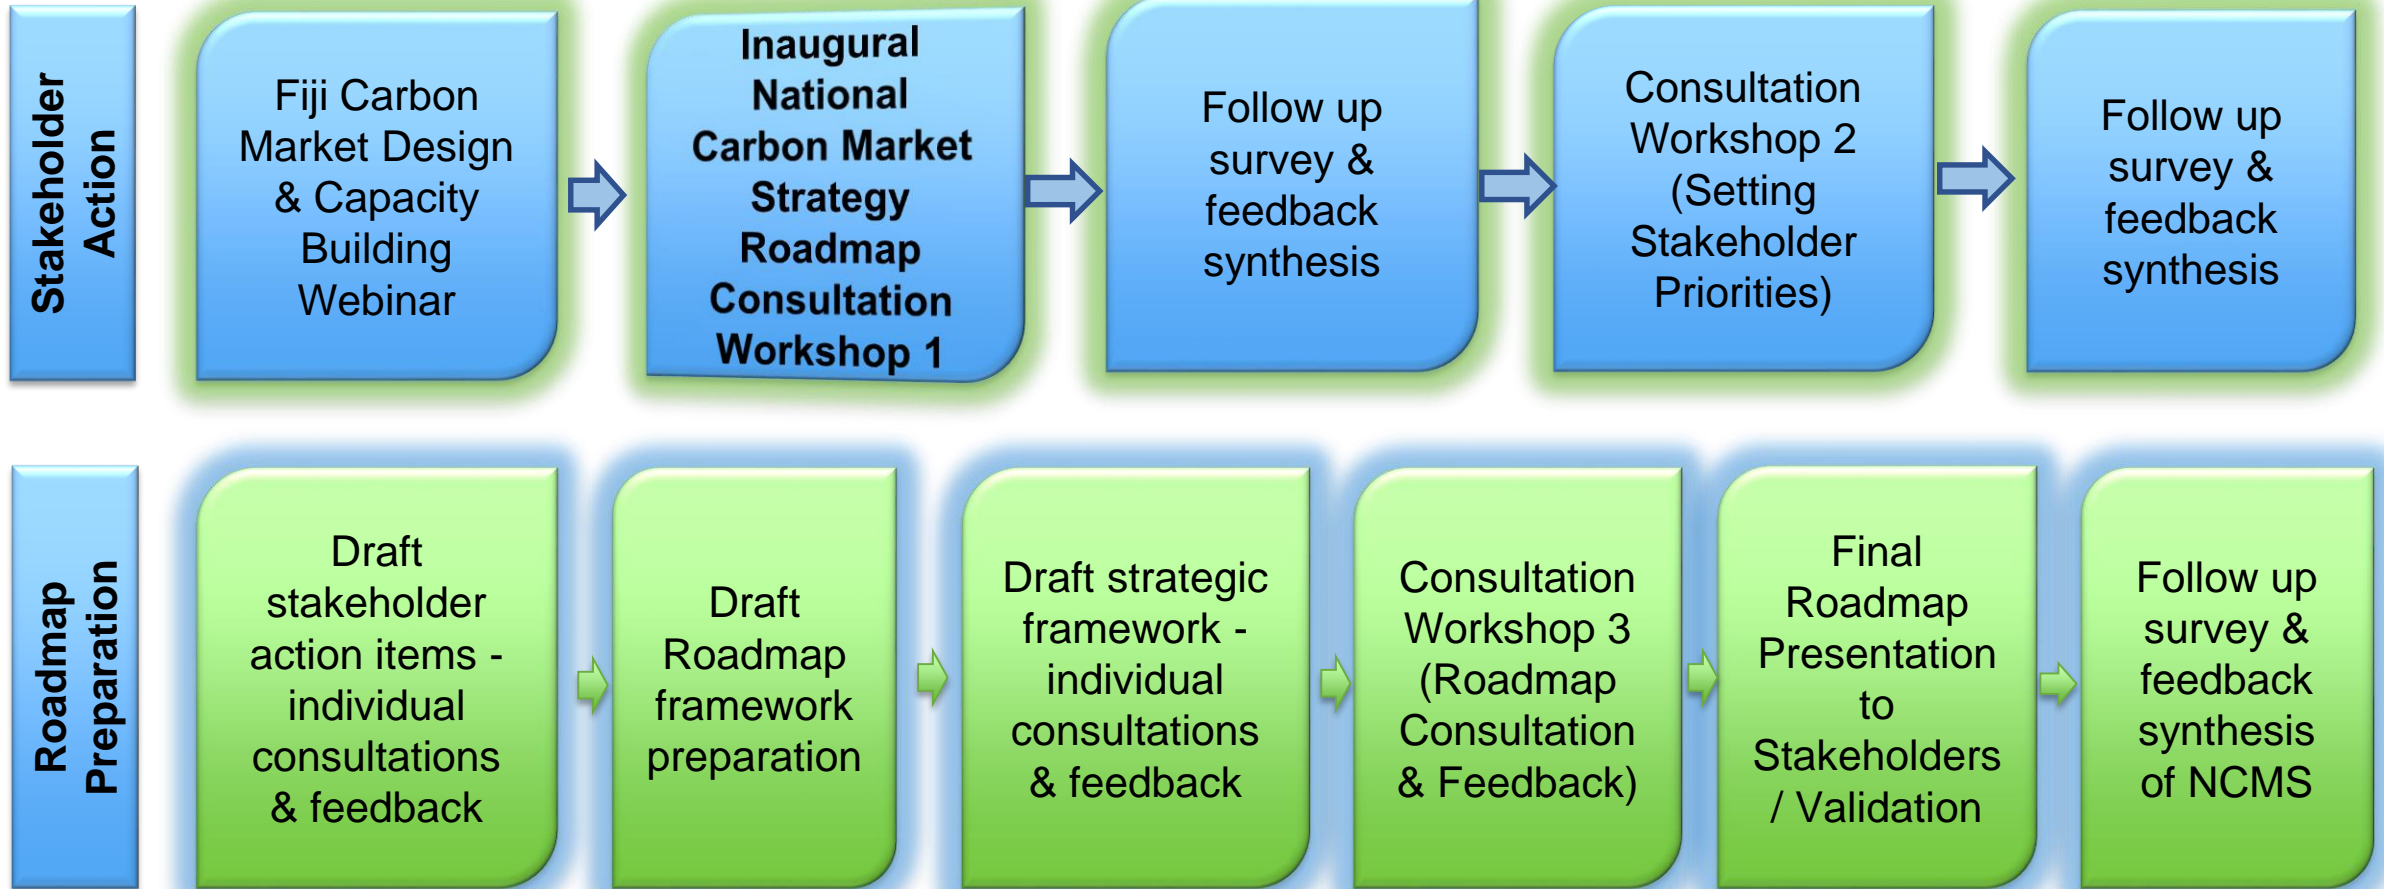 Stakeholder
Action
Fiji Carbon
Market Design
& Capacity
Building
Webinar
Inaugural
National
Carbon Market
Strategy
Roadmap
Consultation
Workshop 1
Follow up
survey &
feedback
synthesis
Consultation
Workshop 2
(Setting
Stakeholder
Priorities)
Follow up
survey &
feedback
synthesis
Roadmap
Preparation
Draft
stakeholder
action items -
individual
consultations
& feedback
Draft
Roadmap
framework
preparation
Draft strategic
framework -
individual
consultations
& feedback
Consultation
Workshop 3
(Roadmap
Consultation
& Feedback)
Final
Roadmap
Presentation
to
Stakeholders
/ Validation
Follow up
survey &
feedback
synthesis
of NCMS